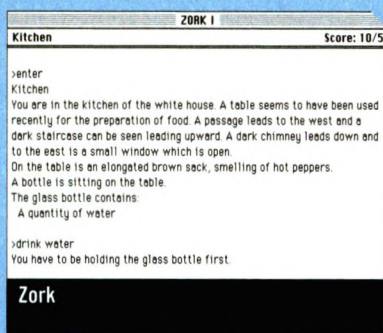 ZORK I
Kitchen Score: 10/5
>enter
Kitchen
You are in the kitchen of the white house. A table seems to have been used
recently for the preparation of food. A passage leads to the west and a
dark staircase can be seen leading upward. A dark chimney leads down and
to the east is a small window which is open.
On the table is an elongated brown sack, smelling of hot peppers.
A bottle is sitting on the table.
The glass bottle contains:
A quantity of water
>drink water
You have to be holding the glass bottle first.
Zork